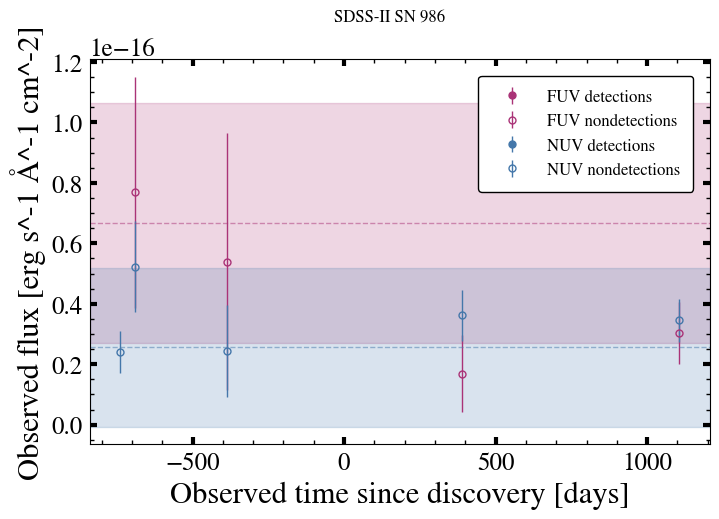 SDSS-II SN 986
1e−16
1.2
1.0
0.8
0.6
0.4
0.2
0.0
Observed flux [erg s^-1 Å^-1 cm^-2]
FUV detections
FUV nondetections
NUV detections
NUV nondetections
−500
0
500
1000
Observed time since discovery [days]